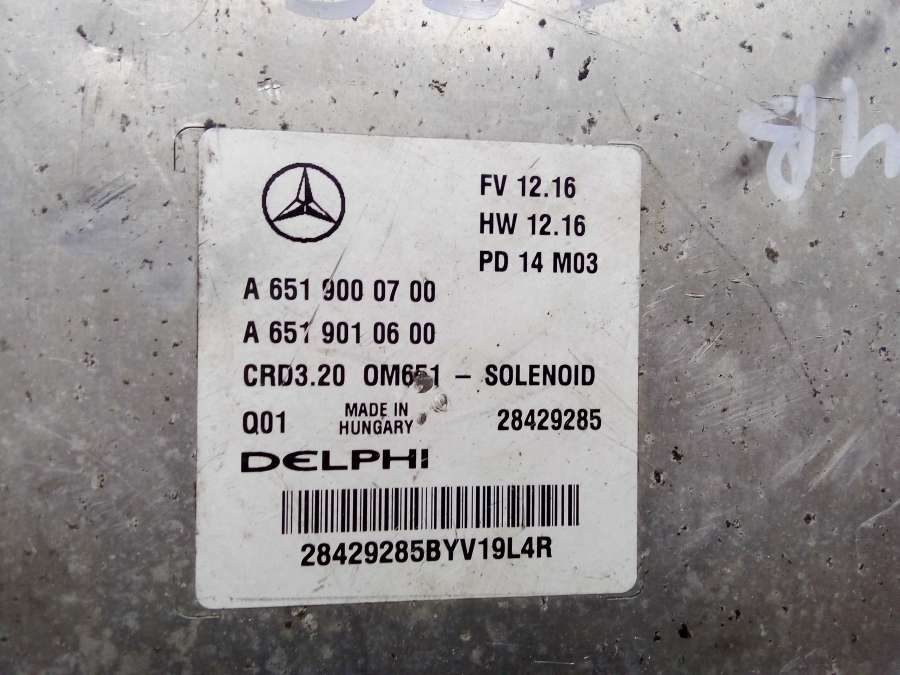 FV 12.16
HW 12.16
PD 14 M03
A 651 900 07 00
A 651 901 06 00
CRD3.20 OM651 - SOLENOID
Q01 MADE IN HUNGARY 28429285
DELPHI
28429285BYV19L4R